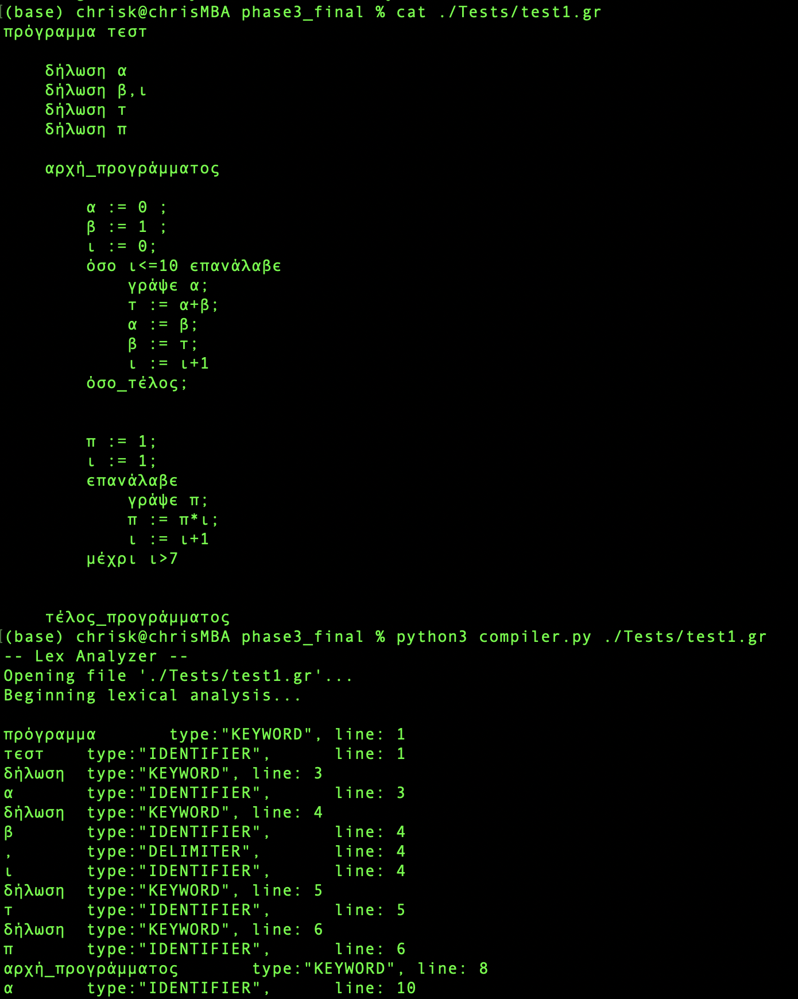 (base) chrisk@chrisMBA phase3_final % cat ./Tests/test1.gr
πρόγραμμα τεστ
δήλωση α
δήλωση β,ι
δήλωση τ
δήλωση π
αρχή_προγράμματος
α := 0 ;
β := 1 ;
ι := 0;
όσο ι<=10 επανάλαβε
γράψε α;
τ := α+β;
α := β;
β := τ;
ι := ι+1
όσο_τέλος;
π := 1;
ι := 1;
επανάλαβε
γράψε π;
π := π*ι;
ι := ι+1
μέχρι ι>7
τέλος_προγράμματος
(base) chrisk@chrisMBA phase3_final % python3 compiler.py ./Tests/test1.gr
-- Lex Analyzer --
Opening file './Tests/test1.gr'...
Beginning lexical analysis...
πρόγραμμα type:"KEYWORD", line: 1
τεστ type:"IDENTIFIER", line: 1
δήλωση type:"KEYWORD", line: 3
α type:"IDENTIFIER", line: 3
δήλωση type:"KEYWORD", line: 4
β type:"IDENTIFIER", line: 4
, type:"DELIMITER", line: 4
ι type:"IDENTIFIER", line: 4
δήλωση type:"KEYWORD", line: 5
τ type:"IDENTIFIER", line: 5
δήλωση type:"KEYWORD", line: 6
π type:"IDENTIFIER", line: 6
αρχή_προγράμματος type:"KEYWORD", line: 8
α type:"IDENTIFIER", line: 10